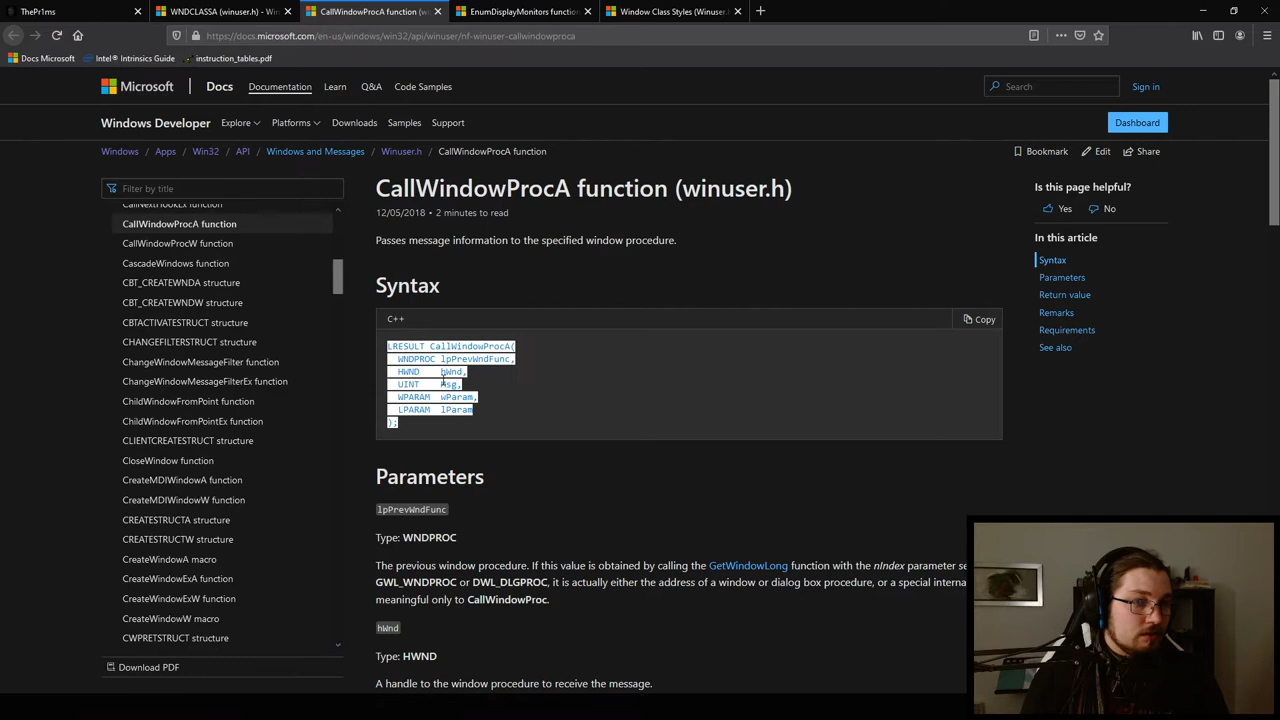 ThePr1ms
WNDCLASSA (winuser.h) - Win
CallWindowProcA function (w
EnumDisplayMonitors function
Window Class Styles (Winuser.
https://docs.microsoft.com/en-us/windows/win32/api/winuser/nf-winuser-callwindowproca
Docs Microsoft
Intel® Intrinsics Guide
instruction_tables.pdf
Microsoft
Docs
Documentation
Learn
Q&A
Code Samples
Search
Sign in
Windows Developer
Explore
Platforms
Downloads
Samples
Support
Dashboard
Windows / Apps / Win32 / API / Windows and Messages / Winuser.h / CallWindowProcA function
Bookmark
Edit
Share
Filter by title
CallNextHookEx function
CallWindowProcA function
CallWindowProcW function
CascadeWindows function
CBT_CREATEWNDA structure
CBT_CREATEWNDW structure
CBTACTIVATESTRUCT structure
CHANGEFILTERSTRUCT structure
ChangeWindowMessageFilter function
ChangeWindowMessageFilterEx function
ChildWindowFromPoint function
ChildWindowFromPointEx function
CLIENTCREATESTRUCT structure
CloseWindow function
CreateMDIWindowA function
CreateMDIWindowW function
CREATESTRUCTA structure
CREATESTRUCTW structure
CreateWindowA macro
CreateWindowExA function
CreateWindowExW function
CreateWindowW macro
CWPRETSTRUCT structure
Download PDF
CallWindowProcA function (winuser.h)
12/05/2018 • 2 minutes to read
Passes message information to the specified window procedure.
Syntax
C++
Copy
LRESULT CallWindowProcA(
WNDPROC lpPrevWndFunc,
HWND hWnd,
UINT Msg,
WPARAM wParam,
LPARAM lParam
);
Parameters
lpPrevWndFunc
Type: WNDPROC
The previous window procedure. If this value is obtained by calling the GetWindowLong function with the nIndex parameter se
GWL_WNDPROC or DWL_DLGPROC, it is actually either the address of a window or dialog box procedure, or a special interna
meaningful only to CallWindowProc.
hWnd
Type: HWND
A handle to the window procedure to receive the message.
Is this page helpful?
Yes
No
In this article
Syntax
Parameters
Return value
Remarks
Requirements
See also